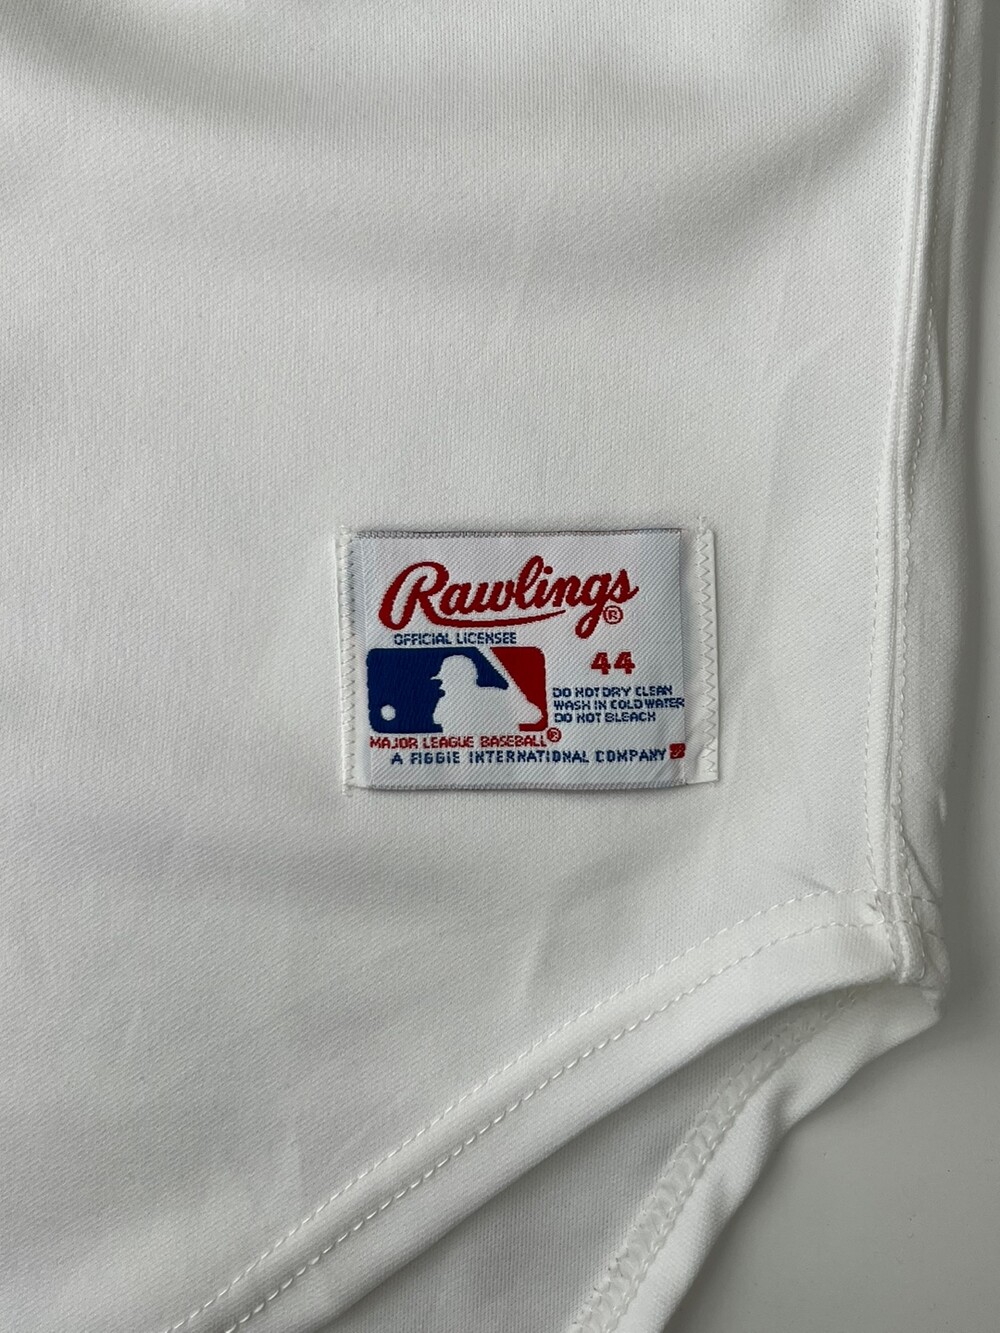 Rawlings®
OFFICIAL LICENSEE
44
DO NOT DRY CLEAN
WASH IN COLD WATER
DO NOT BLEACH
MAJOR LEAGUE BASEBALL®
A FIGGIE INTERNATIONAL COMPANY